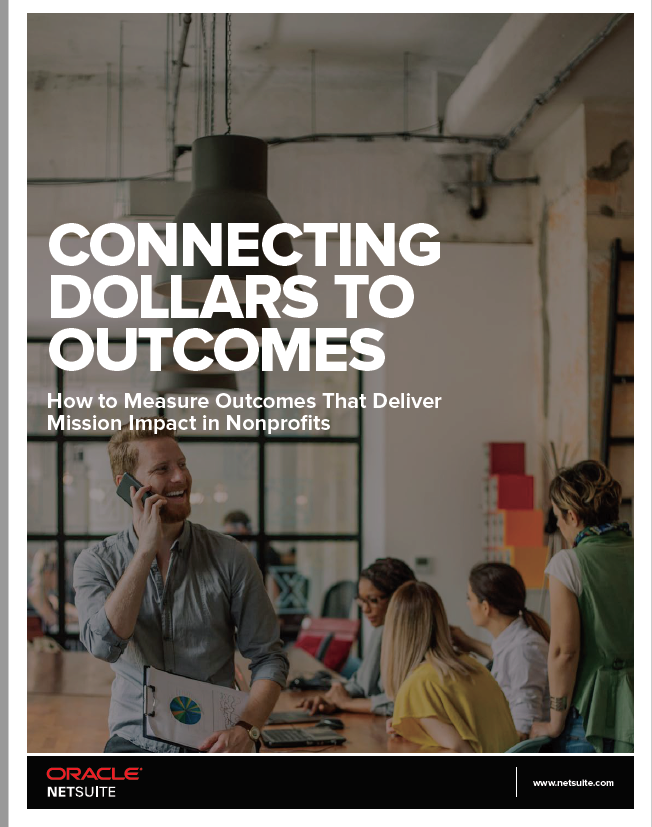 CONNECTING
DOLLARS TO
OUTCOMES
How to Measure Outcomes That Deliver
Mission Impact in Nonprofits
ORACLE
NETSUITE
www.netsuite.com